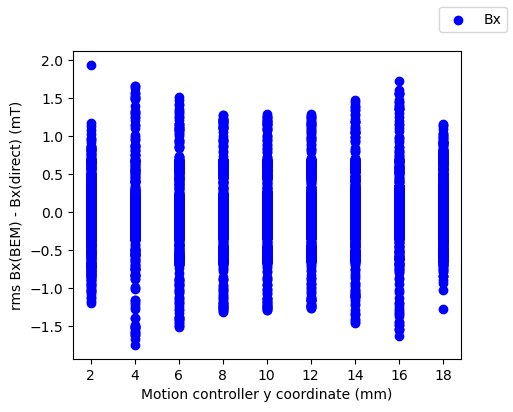 Bx
2.0
1.5
1.0
0.5
0.0
−0.5
−1.0
−1.5
rms Bx(BEM) - Bx(direct) (mT)
2 4 6 8 10 12 14 16 18
Motion controller y coordinate (mm)